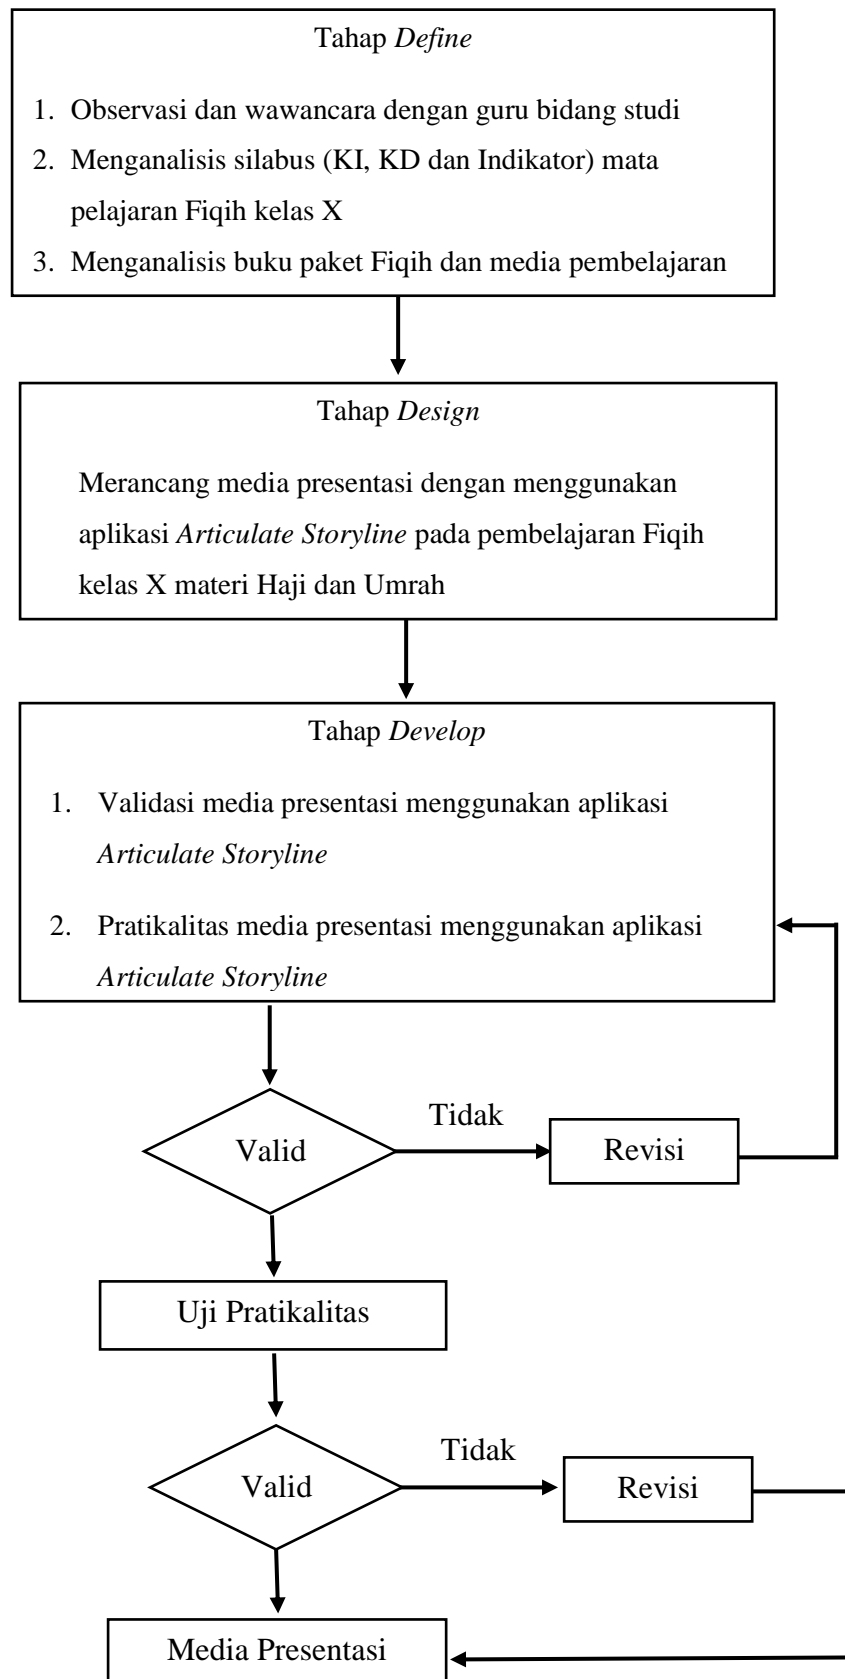 Tahap Define
1. Observasi dan wawancara dengan guru bidang studi
2. Menganalisis silabus (KI, KD dan Indikator) mata
pelajaran Fiqih kelas X
3. Menganalisis buku paket Fiqih dan media pembelajaran
Tahap Design
Merancang media presentasi dengan menggunakan
aplikasi Articulate Storyline pada pembelajaran Fiqih
kelas X materi Haji dan Umrah
Tahap Develop
1. Validasi media presentasi menggunakan aplikasi
Articulate Storyline
2. Pratikalitas media presentasi menggunakan aplikasi
Articulate Storyline
Tidak
Valid
Revisi
Uji Pratikalitas
Tidak
Valid
Revisi
Media Presentasi